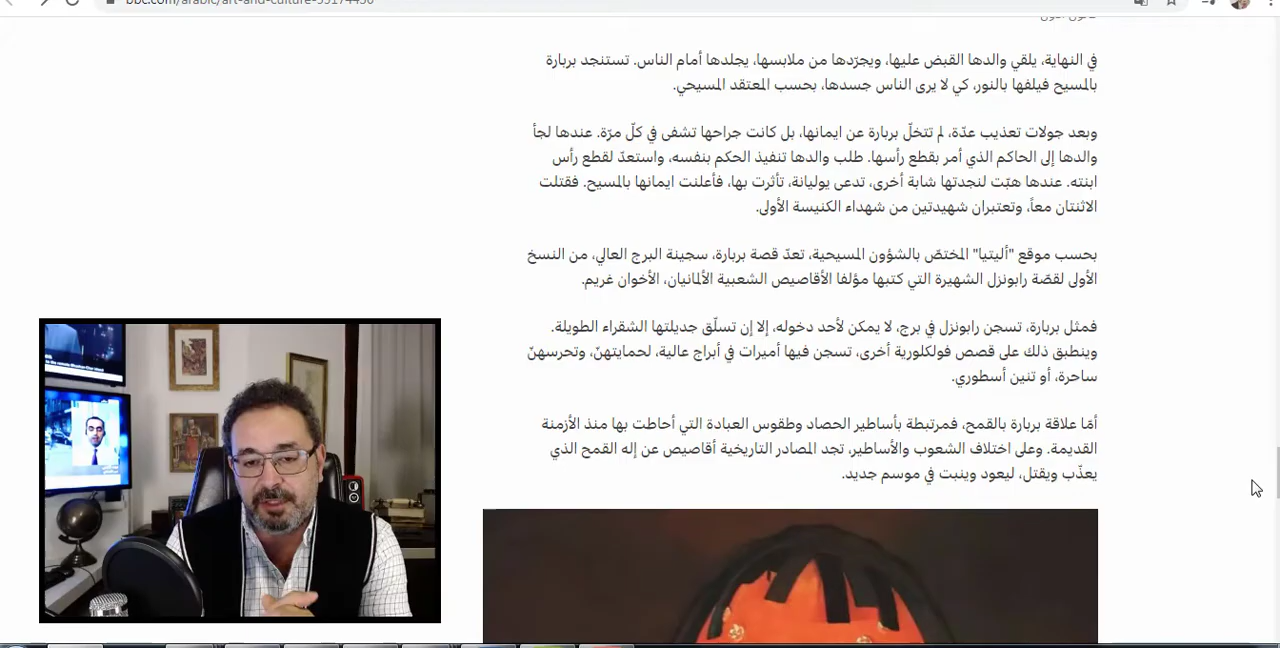 bbc.com/arabic/art-and-culture-55174456
في النهاية، يلقي والدها القبض عليها، ويجرّدها من ملابسها، يجلدها أمام الناس. تستنجد بربارة
بالمسيح فيلفها بالنور، كي لا يرى الناس جسدها، بحسب المعتقد المسيحي.
وبعد جولات تعذيب عدّة، لم تتخلّ بربارة عن ايمانها، بل كانت جراحها تشفى في كلّ مرّة. عندها لجأ
والدها إلى الحاكم الذي أمر بقطع رأسها. طلب والدها تنفيذ الحكم بنفسه، واستعدّ لقطع رأس
ابنته. عندها هبّت لنجدتها شابة أخرى، تدعى يوليانة، تأثرت بها، فأعلنت ايمانها بالمسيح. فقتلت
الاثنتان معاً، وتعتبران شهيدتين من شهداء الكنيسة الأولى.
بحسب موقع "أليتيا" المختصّ بالشؤون المسيحية، تعدّ قصة بربارة، سجينة البرج العالي، من النسخ
الأولى لقصّة رابونزل الشهيرة التي كتبها مؤلفا الأقاصيص الشعبية الألمانيان، الأخوان غريم.
فمثل بربارة، تسجن رابونزل في برج، لا يمكن لأحد دخوله، إلا إن تسلّق جديلتها الشقراء الطويلة.
وينطبق ذلك على قصص فولكلورية أخرى، تسجن فيها أميرات في أبراج عالية، لحمايتهنّ، وتحرسهنّ
ساحرة، أو تنين أسطوري.
أمّا علاقة بربارة بالقمح، فمرتبطة بأساطير الحصاد وطقوس العبادة التي أحاطت بها منذ الأزمنة
القديمة. وعلى اختلاف الشعوب والأساطير، تجد المصادر التاريخية أقاصيص عن إله القمح الذي
يعذّب ويقتل، ليعود وينبت في موسم جديد.